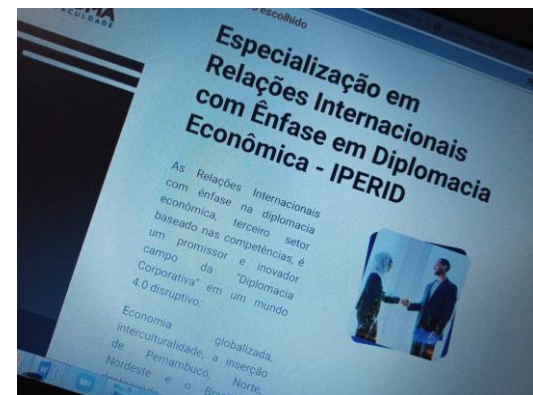 FACULDADE
escolhido
Especialização em
Relações Internacionais
com Ênfase em Diplomacia
Econômica - IPERID
As Relações Internacionais
com ênfase na diplomacia
econômica, terceiro setor
baseado nas competências, é
um promissor e inovador
campo da "Diplomacia
Corporativa" em um mundo
4.0 disruptivo.
Economia globalizada,
interculturalidade, a inserção
de Pernambuco, Norte,
Nordeste e o